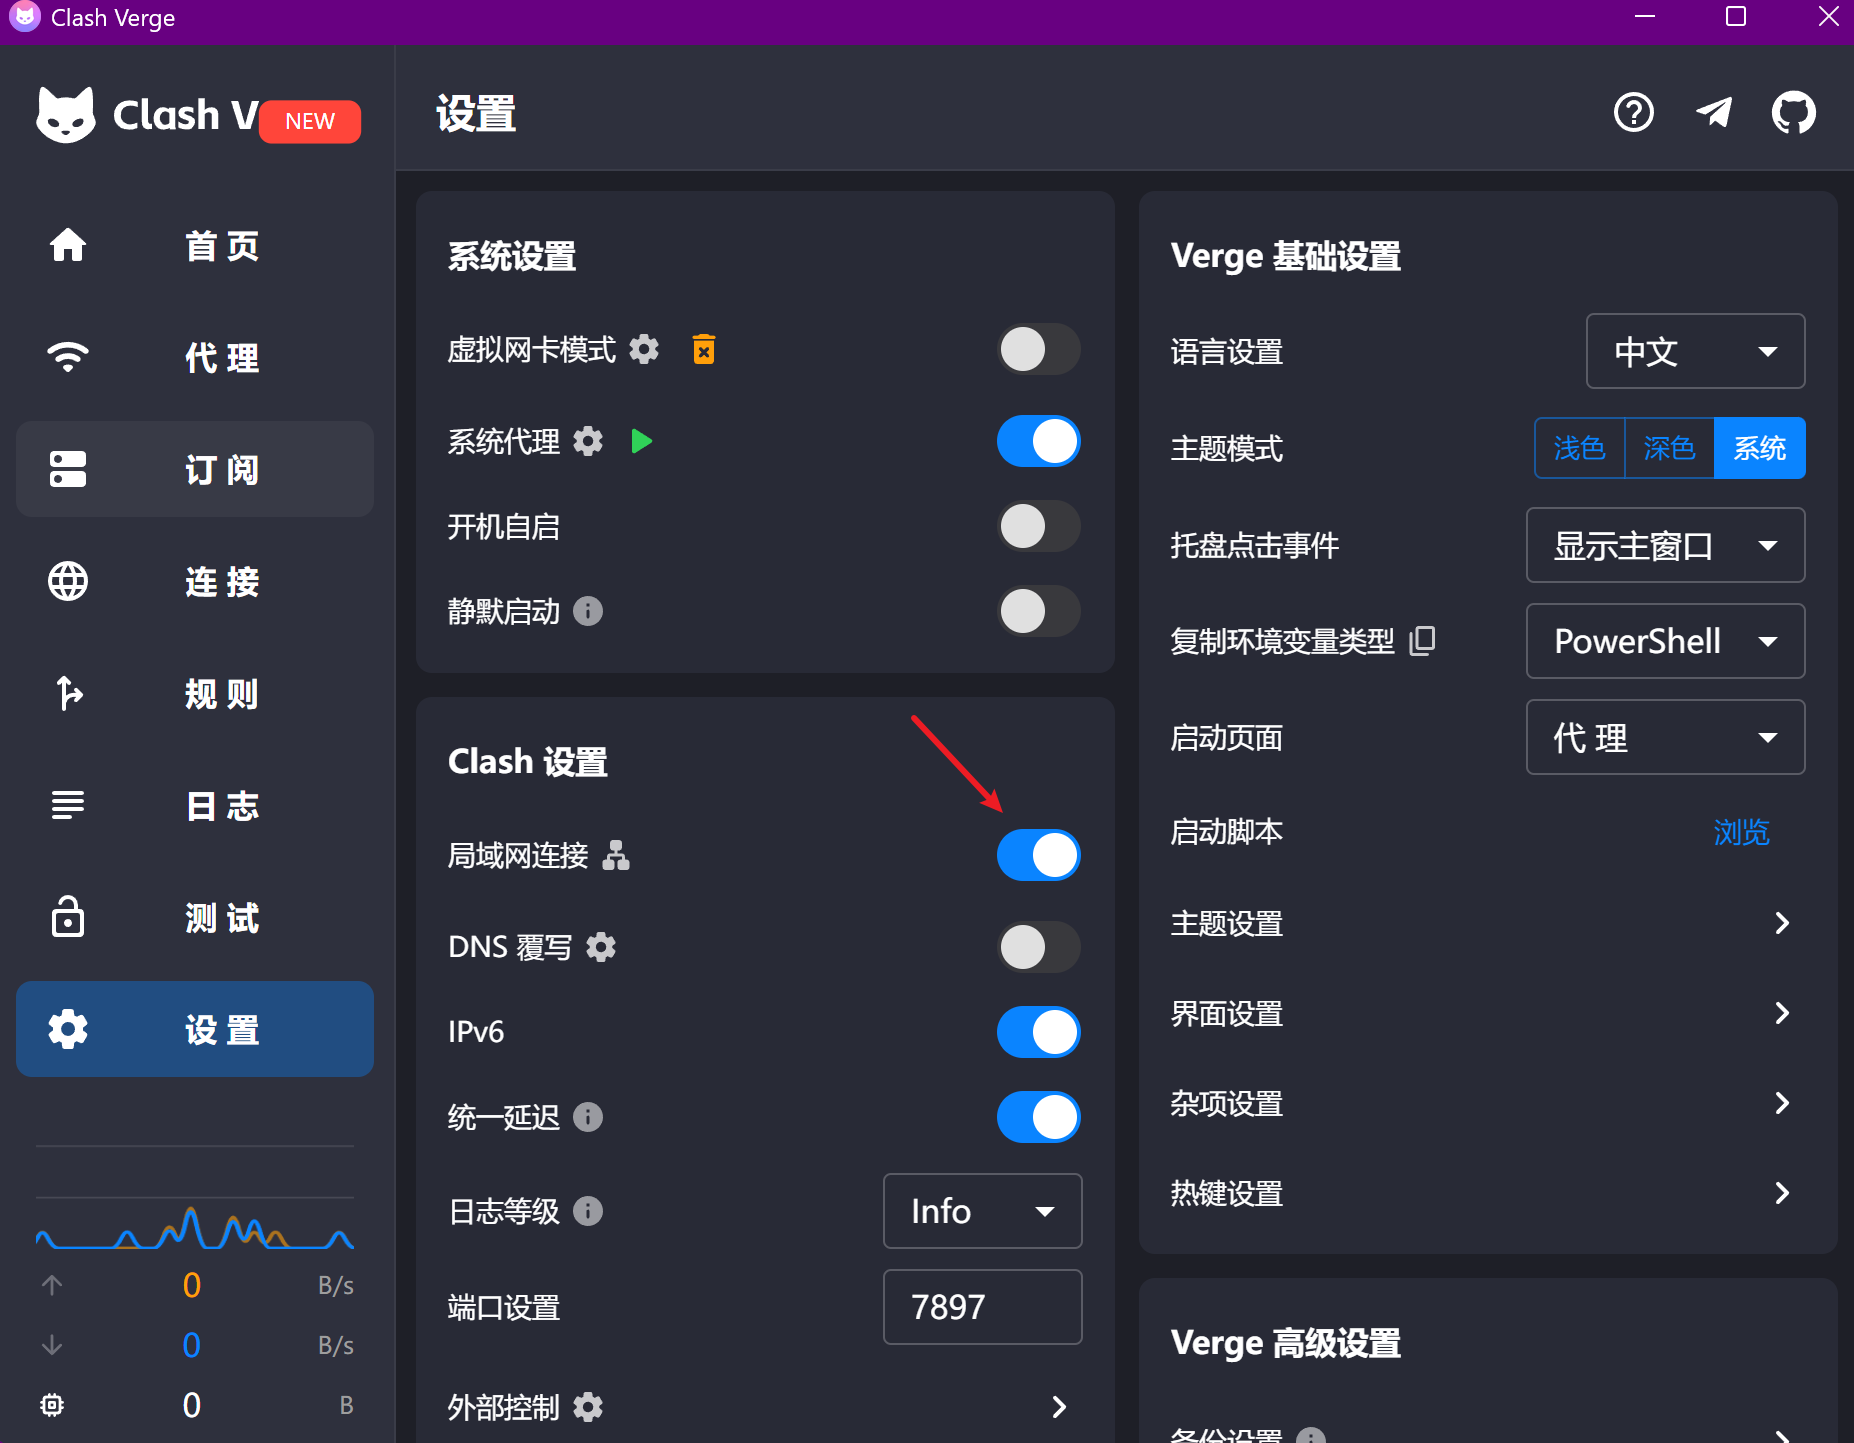 Clash Verge
Clash V
NEW
首 页
代 理
订 阅
连 接
规 则
日 志
测 试
设 置
0 B/s
0 B/s
0 B
设置
系统设置
虚拟网卡模式
系统代理
开机自启
静默启动
Clash 设置
局域网连接
DNS 覆写
IPv6
统一延迟
日志等级 Info
端口设置 7897
外部控制
Verge 基础设置
语言设置 中文
主题模式 浅色 深色 系统
托盘点击事件 显示主窗口
复制环境变量类型 PowerShell
启动页面 代 理
启动脚本 浏览
主题设置
界面设置
杂项设置
热键设置
Verge 高级设置
备份设置